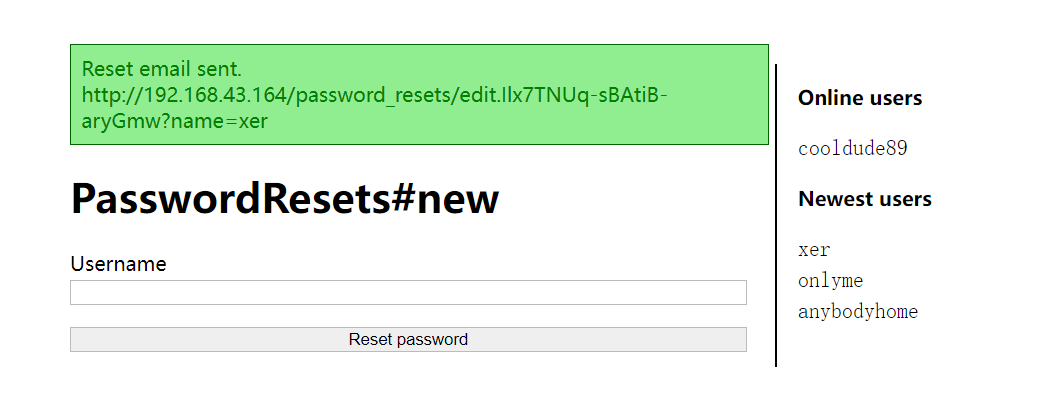 Reset email sent.
http://192.168.43.164/password_resets/edit.Ilx7TNUq-sBAtiB-
aryGmw?name=xer
PasswordResets#new
Username
Reset password
Online users
cooldude89
Newest users
xer
onlyme
anybodyhome